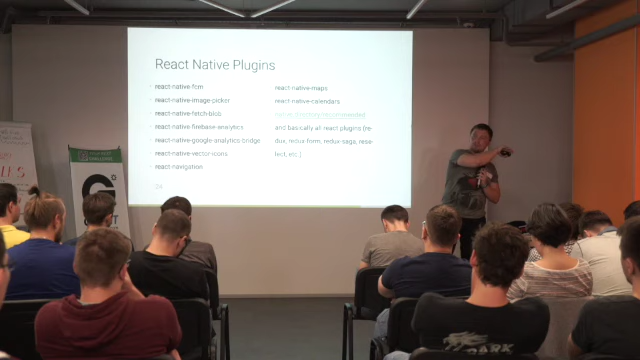 React Native Plugins
react-native-fcm
react-native-image-picker
react-native-fetch-blob
react-native-firebase-analytics
react-native-google-analytics-bridge
react-native-vector-icons
react-navigation
react-native-maps
react-native-calendars
and basically all react plugins (re-
dux, redux-form, redux-saga, rese-
lect, etc.)
DARK